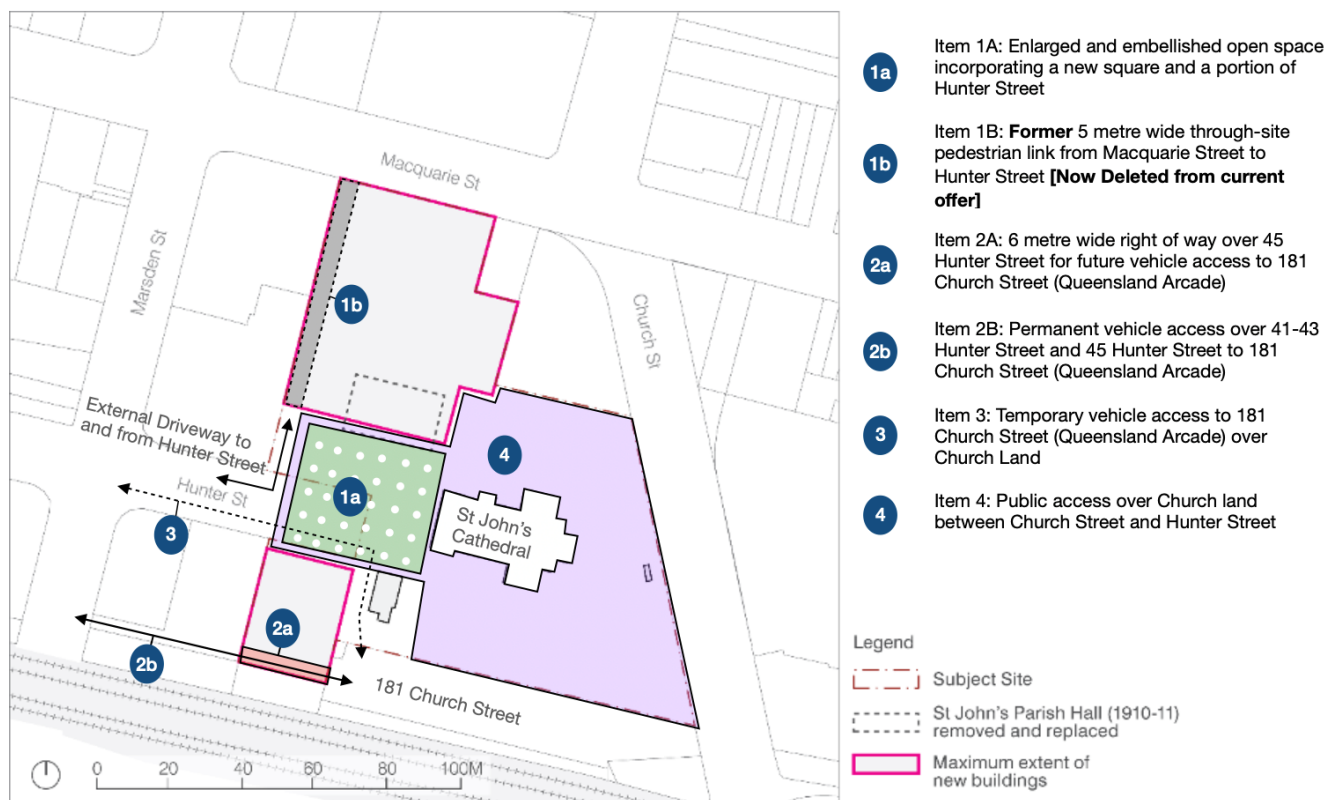 Macquarie St
Marsden St
Church St
1b
External Driveway to
and from Hunter Street
Hunter St
1a
3
4
St John's
Cathedral
2a
2b
181 Church Street
0 20 40 60 80 100M
1a
Item 1A: Enlarged and embellished open space
incorporating a new square and a portion of
Hunter Street
1b
Item 1B: Former 5 metre wide through-site
pedestrian link from Macquarie Street to
Hunter Street [Now Deleted from current
offer]
2a
Item 2A: 6 metre wide right of way over 45
Hunter Street for future vehicle access to 181
Church Street (Queensland Arcade)
2b
Item 2B: Permanent vehicle access over 41-43
Hunter Street and 45 Hunter Street to 181
Church Street (Queensland Arcade)
3
Item 3: Temporary vehicle access to 181
Church Street (Queensland Arcade) over
Church Land
4
Item 4: Public access over Church land
between Church Street and Hunter Street
Legend
Subject Site
St John's Parish Hall (1910-11)
removed and replaced
Maximum extent of
new buildings